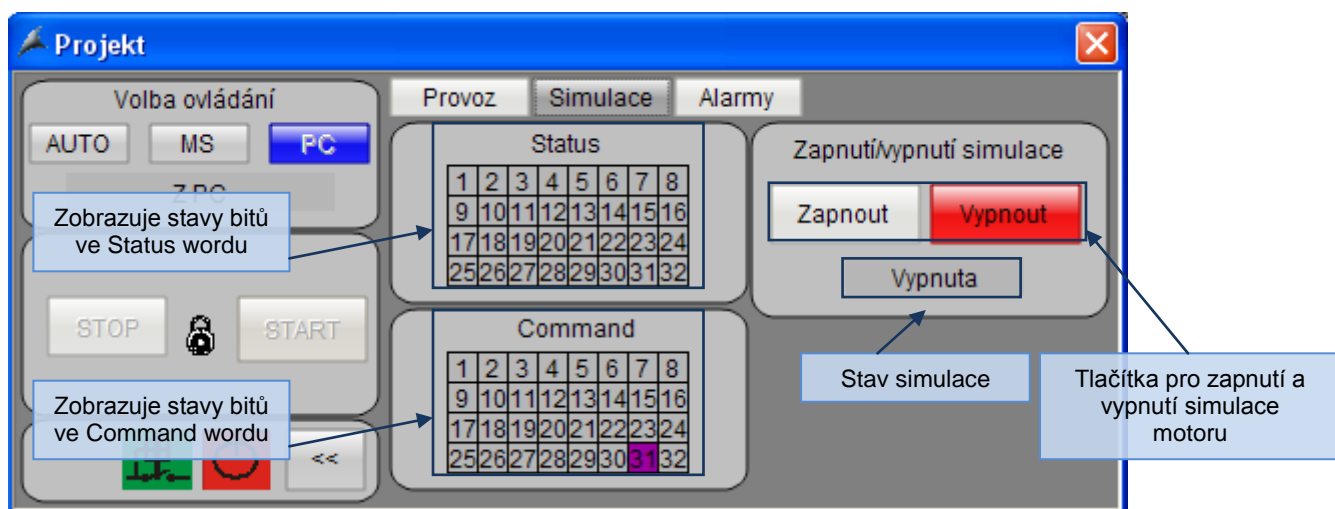 Projekt
Volba ovládání
AUTO MS PC
Z PC
Zobrazuje stavy bitů
ve Status wordu
STOP START
Zobrazuje stavy bitů
ve Command wordu
<<
Provoz Simulace Alarmy
Status
1 2 3 4 5 6 7 8
9 10 11 12 13 14 15 16
17 18 19 20 21 22 23 24
25 26 27 28 29 30 31 32
Command
1 2 3 4 5 6 7 8
9 10 11 12 13 14 15 16
17 18 19 20 21 22 23 24
25 26 27 28 29 30 31 32
Zapnutí/vypnutí simulace
Zapnout Vypnout
Vypnuta
Stav simulace
Tlačítka pro zapnutí a
vypnutí simulace
motoru